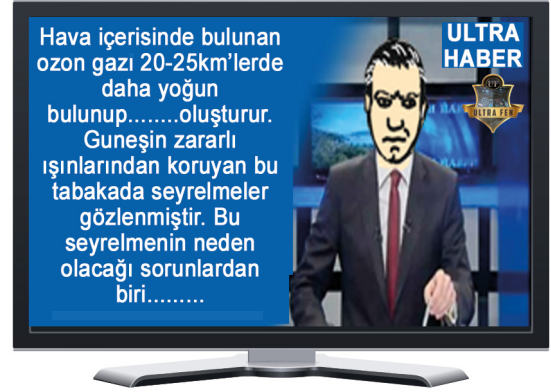 Hava içerisinde bulunan
ozon gazı 20-25km'lerde
daha yoğun
bulunup........oluşturur.
Guneşin zararlı
ışınlarından koruyan bu
tabakada seyrelmeler
gözlenmiştir. Bu
seyrelmenin neden
olacağı sorunlardan
biri.........
ULTRA
HABER
ULTRA FEN